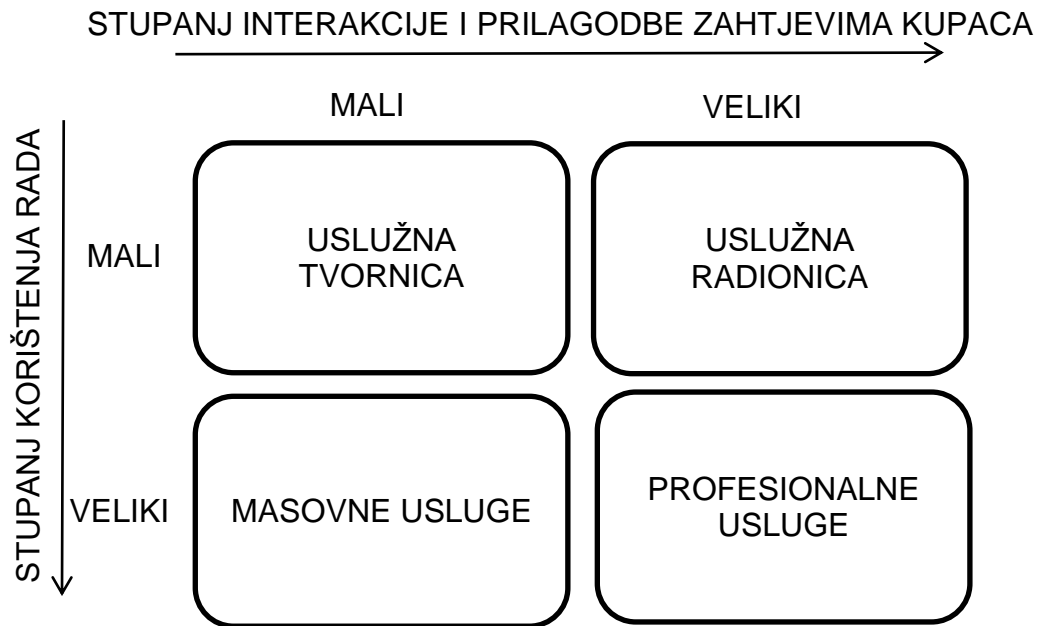 STUPANJ INTERAKCIJE I PRILAGODBE ZAHTJEVIMA KUPACA
MALI
VELIKI
STUPANJ KORIŠTENJA RADA
MALI
USLUŽNA
TVORNICA
USLUŽNA
RADIONICA
VELIKI
MASOVNE USLUGE
PROFESIONALNE
USLUGE